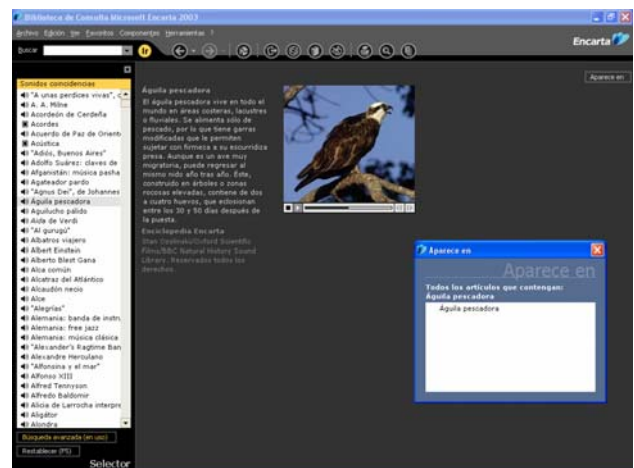 Biblioteca de Consulta Microsoft Encarta 2003
Archivo Edición Ver Favoritos Componentes Herramientas ?
Buscar
Ir
Encarta
Aparece en
Sonidos coincidencias
"A unas perdices vivas", c
A. A. Milne
Acordeón de Cerdeña
Acordes
Acuerdo de Paz de Oriente
Acústica
"Adiós, Buenos Aires"
Adolfo Suárez: claves de
Afganistán: música pasha
Agateador pardo
"Agnus Dei", de Johannes
Águila pescadora
Aguilucho pálido
Aida de Verdi
"Al gurugú"
Albatros viajero
Albert Einstein
Alberto Blest Gana
Alca común
Alcatraz del Atlántico
Alcaudón necio
Alce
"Alegrías"
Alemania: banda de instru
Alemania: free jazz
Alemania: música clásica
"Alexander's Ragtime Ban
Alexandre Herculano
"Alfonsina y el mar"
Alfonso XIII
Alfred Tennyson
Alfredo Baldomir
Alicia de Larrocha interpre
Aligátor
Alondra
Búsqueda avanzada (en uso)
Restablecer (F5)
Selector
Águila pescadora
El águila pescadora vive en todo el
mundo en áreas costeras, lacustres
o fluviales. Se alimenta sólo de
pescado, por lo que tiene garras
modificadas que le permiten
sujetar con firmeza a su escurridiza
presa. Aunque es un ave muy
migratoria, puede regresar al
mismo nido año tras año. Éste,
construido en árboles o zonas
rocosas elevadas, contiene de dos
a cuatro huevos, que eclosionan
entre los 30 y 50 días después de
la puesta.
Enciclopedia Encarta
Stan Osolinski/Oxford Scientific
Films/BBC Natural History Sound
Library. Reservados todos los
derechos.
Aparece en
Aparece en
Todos los artículos que contengan:
Águila pescadora
Águila pescadora